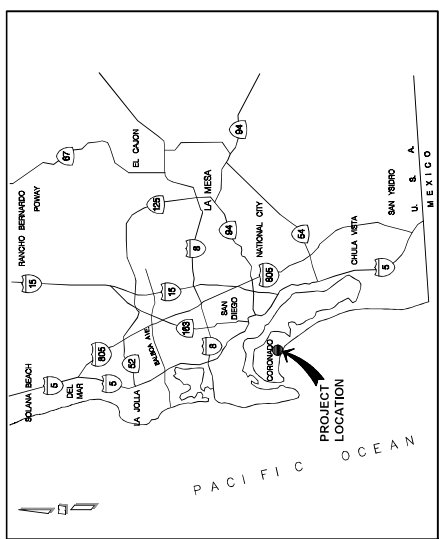 SOLANA BEACH
RANCHO BERNARDO
POWAY
DEL MAR
LA JOLLA
EL CAJON
BALBOA AVE.
LA MESA
SAN
DIEGO
NATIONAL CITY
CORONADO
CHULA VISTA
SAN YSIDRO
U. S. A.
MEXICO
PROJECT
LOCATION
PACIFIC OCEAN
5
805
15
67
5
52
125
163
15
8
8
94
94
805
54
5